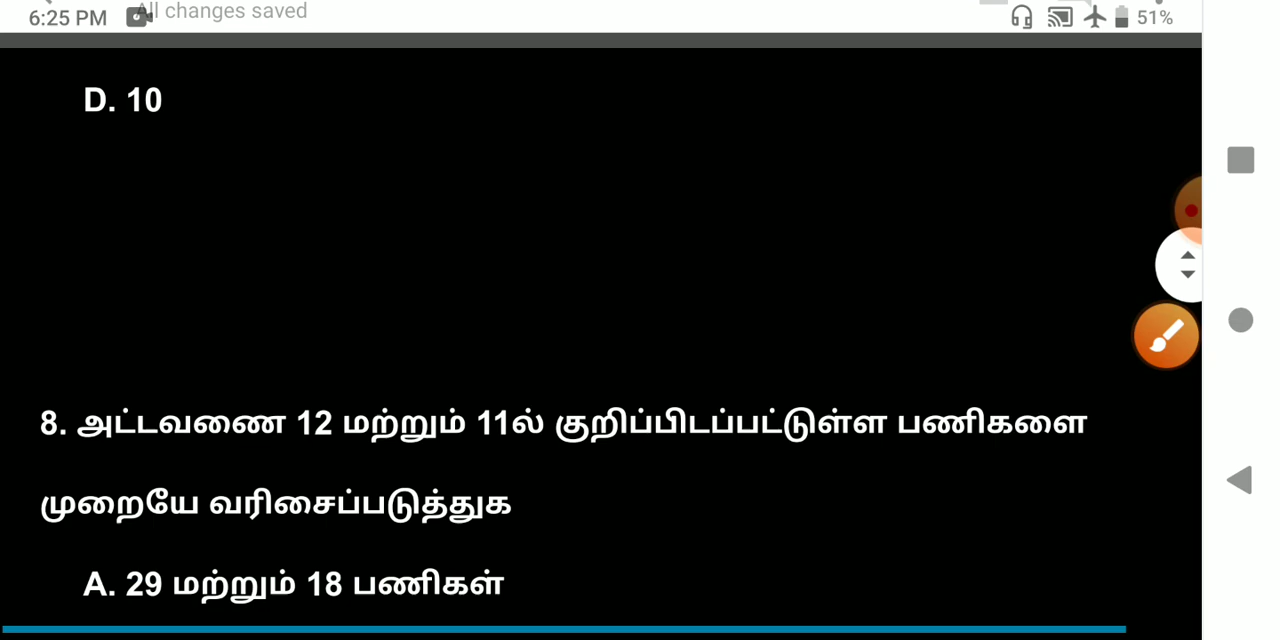 6:25 PM All changes saved 51%
D. 10
8. அட்டவணை 12 மற்றும் 11ல் குறிப்பிடப்பட்டுள்ள பணிகளை
முறையே வரிசைப்படுத்துக
A. 29 மற்றும் 18 பணிகள்